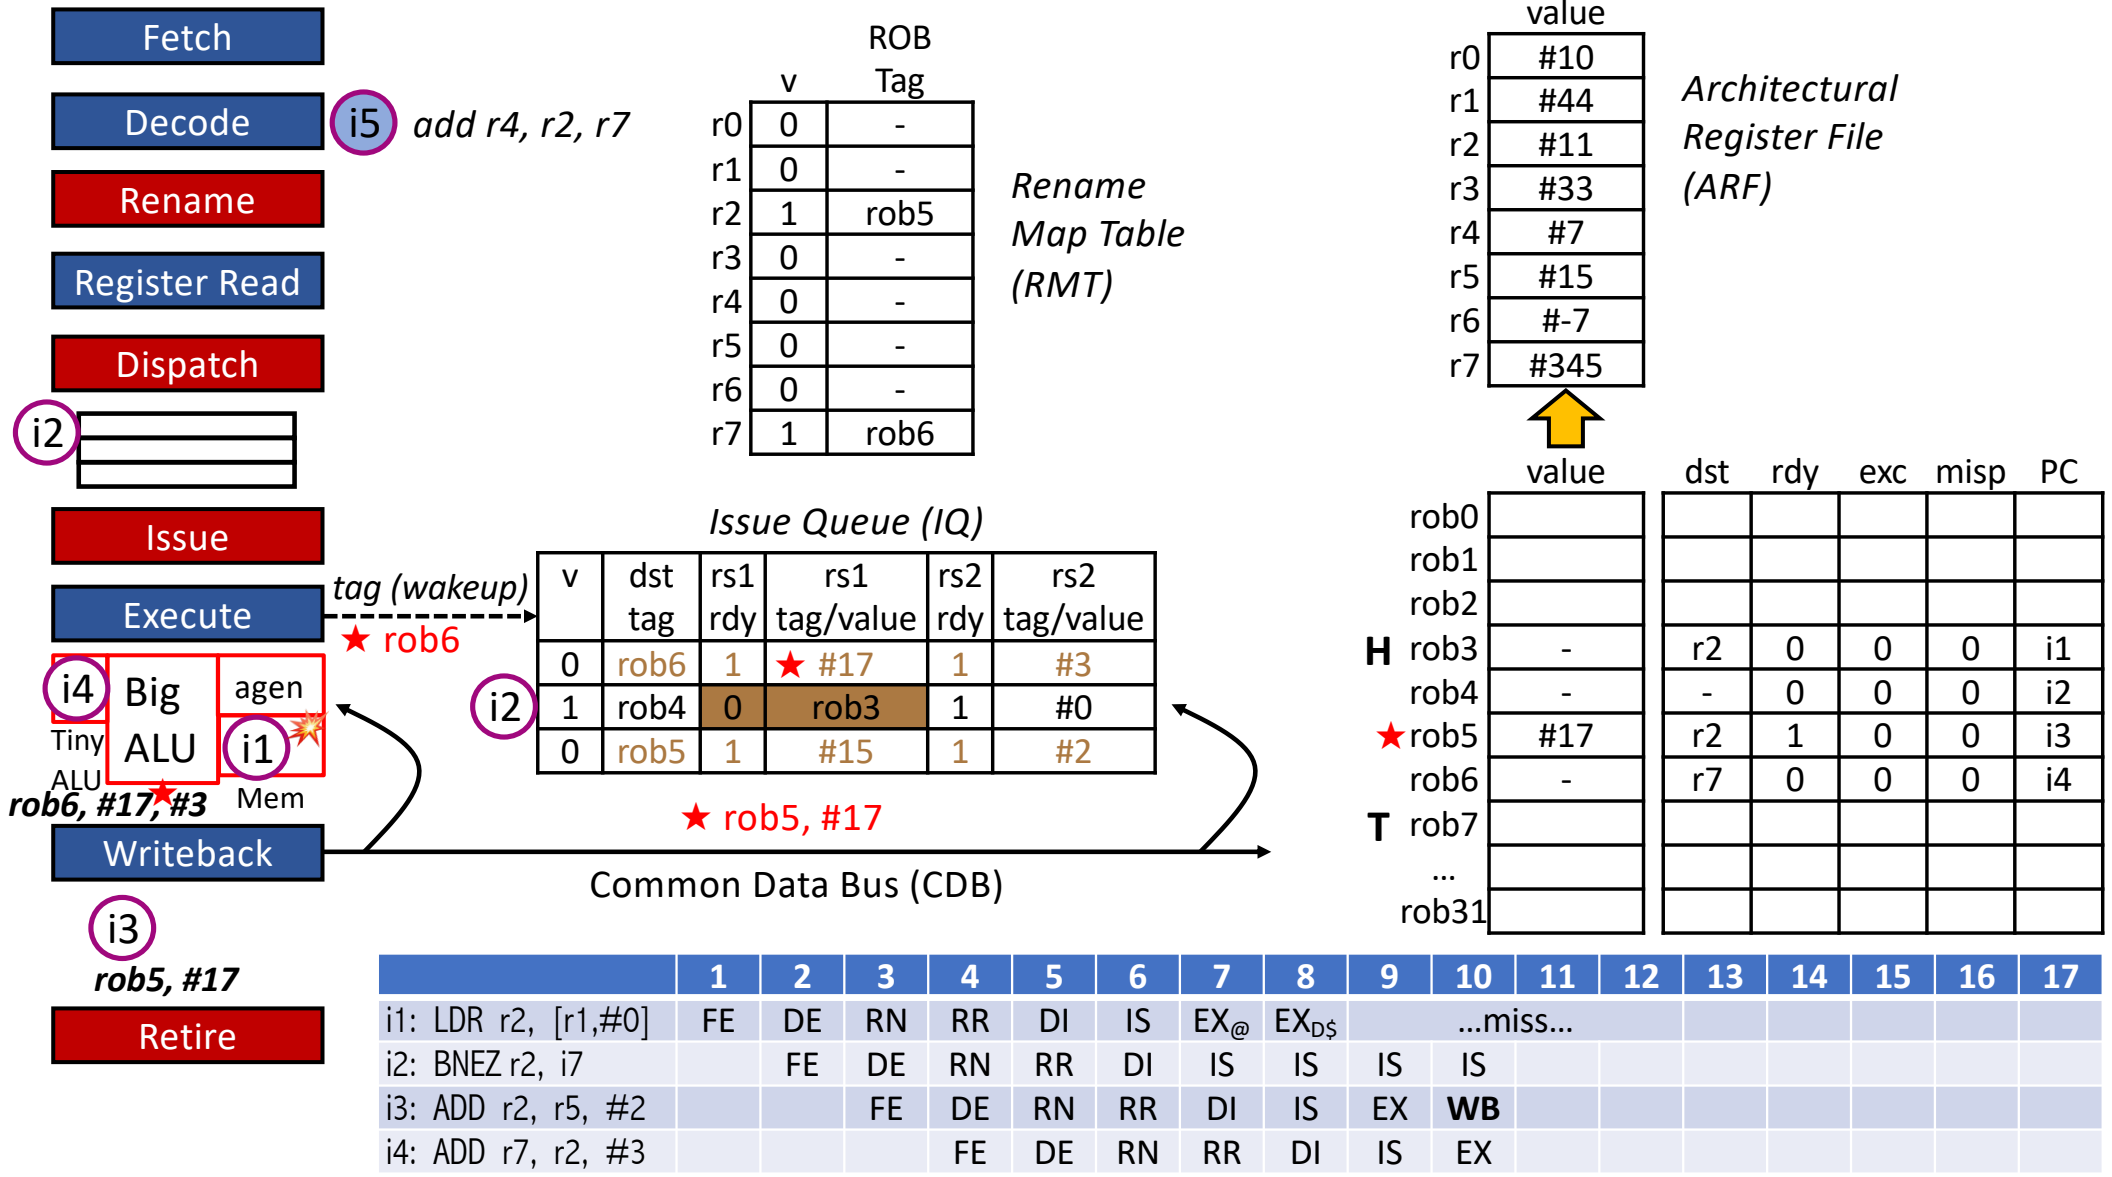 Fetch
Decode
i5
add r4, r2, r7
Rename
Register Read
Dispatch
i2
Issue
Execute
tag (wakeup)
★ rob6
i4
Big
ALU
agen
i1
Tiny
ALU
Mem
rob6, #17, #3
Writeback
i3
rob5, #17
Retire
ROB
v Tag
r0 0 -
r1 0 -
r2 1 rob5
r3 0 -
r4 0 -
r5 0 -
r6 0 -
r7 1 rob6
Rename
Map Table
(RMT)
Issue Queue (IQ)
v dst rs1 rs1 rs2 rs2
tag rdy tag/value rdy tag/value
0 rob6 1 ★ #17 1 #3
i2 1 rob4 0 rob3 1 #0
0 rob5 1 #15 1 #2
★ rob5, #17
Common Data Bus (CDB)
value
r0 #10
r1 #44
r2 #11
r3 #33
r4 #7
r5 #15
r6 #-7
r7 #345
Architectural
Register File
(ARF)
value dst rdy exc misp PC
rob0
rob1
rob2
H rob3 - r2 0 0 0 i1
rob4 - - 0 0 0 i2
★ rob5 #17 r2 1 0 0 i3
rob6 - r7 0 0 0 i4
T rob7
...
rob31
1 2 3 4 5 6 7 8 9 10 11 12 13 14 15 16 17
i1: LDR r2, [r1,#0] FE DE RN RR DI IS EX@ EXD$ ...miss...
i2: BNEZ r2, i7 FE DE RN RR DI IS IS IS IS
i3: ADD r2, r5, #2 FE DE RN RR DI IS EX WB
i4: ADD r7, r2, #3 FE DE RN RR DI IS EX